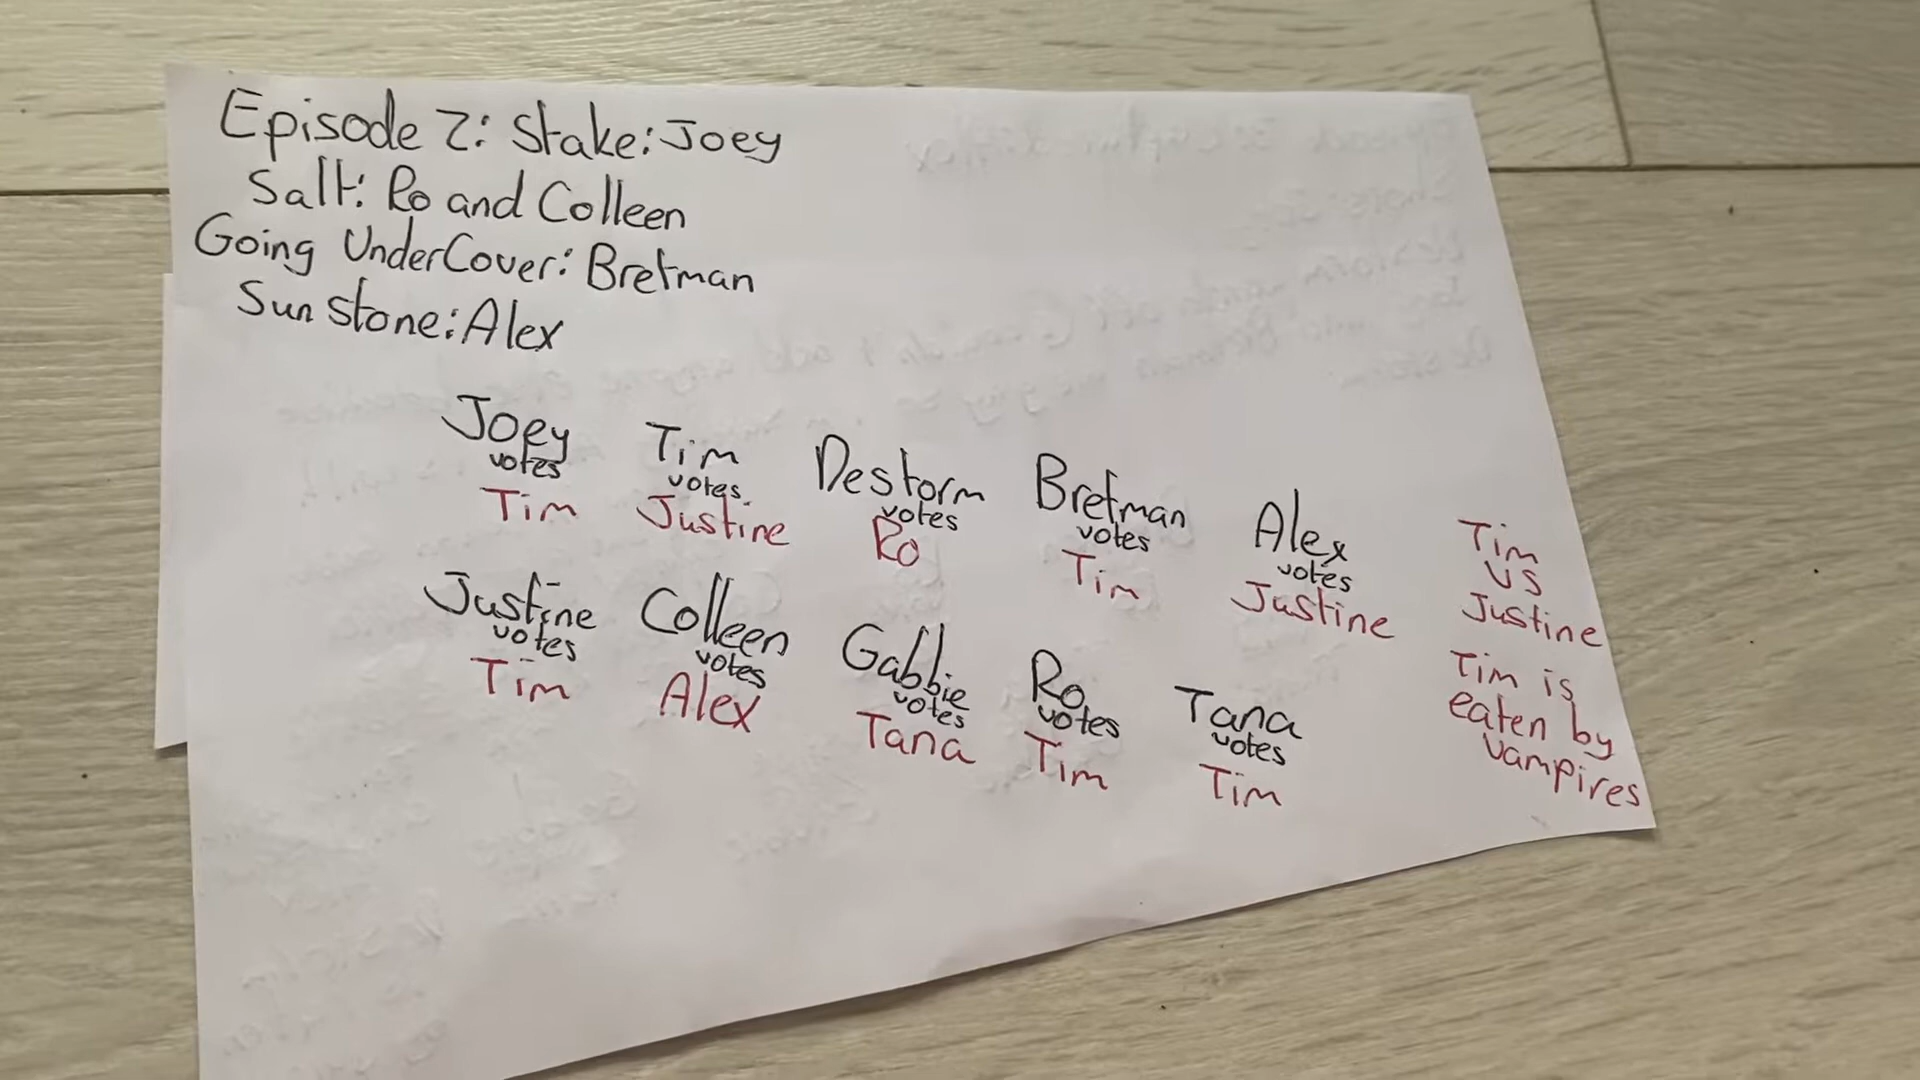 Episode 2: Stake: Joey
Salt: Ro and Colleen
Going UnderCover: Bretman
Sun stone: Alex
Joey
votes
Tim
Tim
votes
Justine
Destorm
votes
Ro
Bretman
votes
Tim
Alex
votes
Justine
Tim
vs
Justine
Justine
votes
Tim
Colleen
votes
Alex
Gabbie
votes
Tana
Ro
votes
Tim
Tana
votes
Tim
Tim is
eaten by
vampires